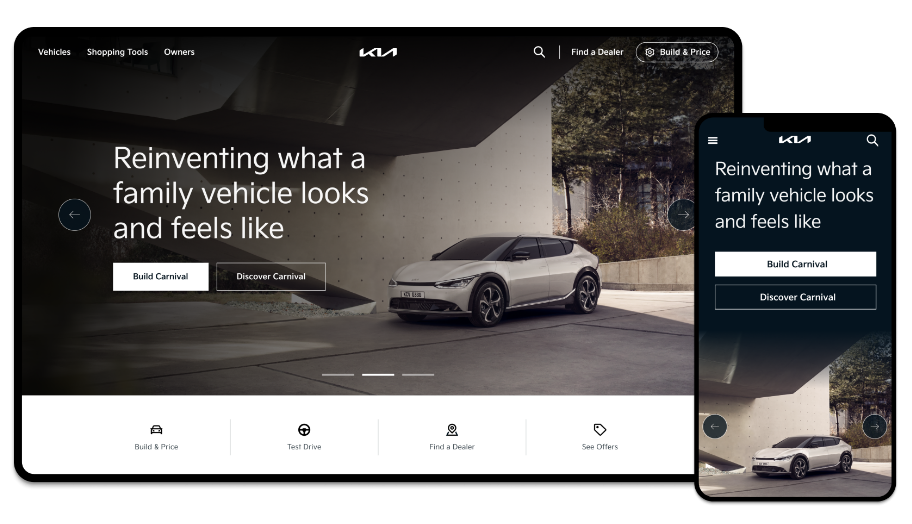 Vehicles Shopping Tools Owners KIA Find a Dealer Build & Price
Reinventing what a
family vehicle looks
and feels like
Build Carnival Discover Carnival
Build & Price Test Drive Find a Dealer See Offers
KIA
Reinventing what a
family vehicle looks
and feels like
Build Carnival
Discover Carnival